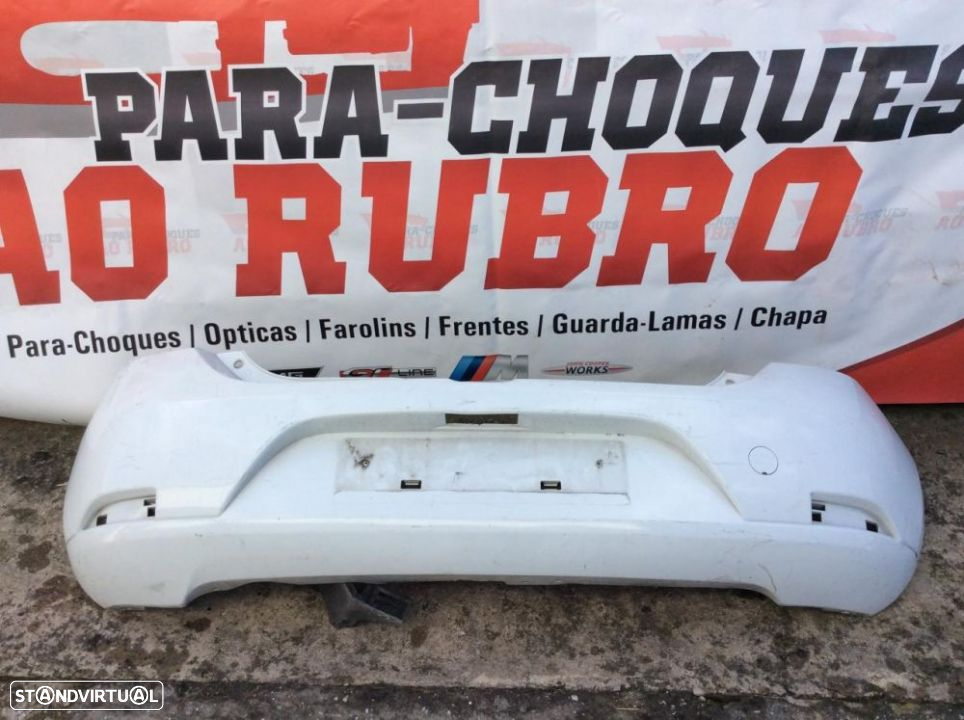 PARA-CHOQUES
AO RUBRO
Para-Choques | Opticas | Farolins | Frentes | Guarda-Lamas / Chapa
WORKS
STANDVIRTUAL